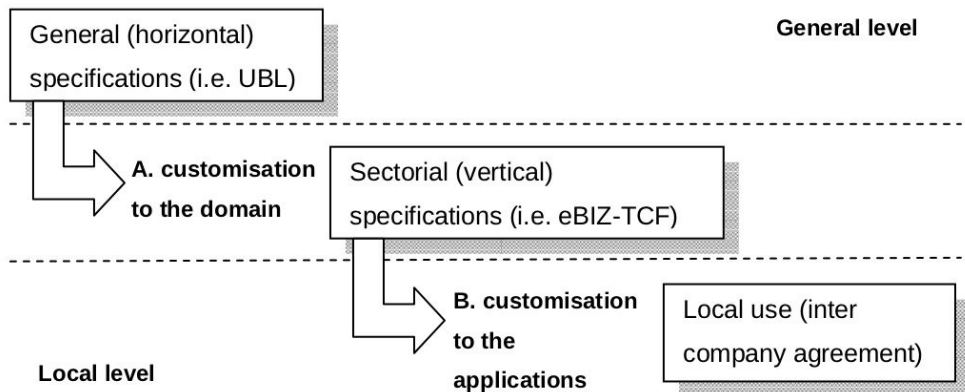 General (horizontal)
specifications (i.e. UBL)
General level
A. customisation
to the domain
Sectorial (vertical)
specifications (i.e. eBIZ-TCF)
B. customisation
to the
applications
Local use (inter
company agreement)
Local level